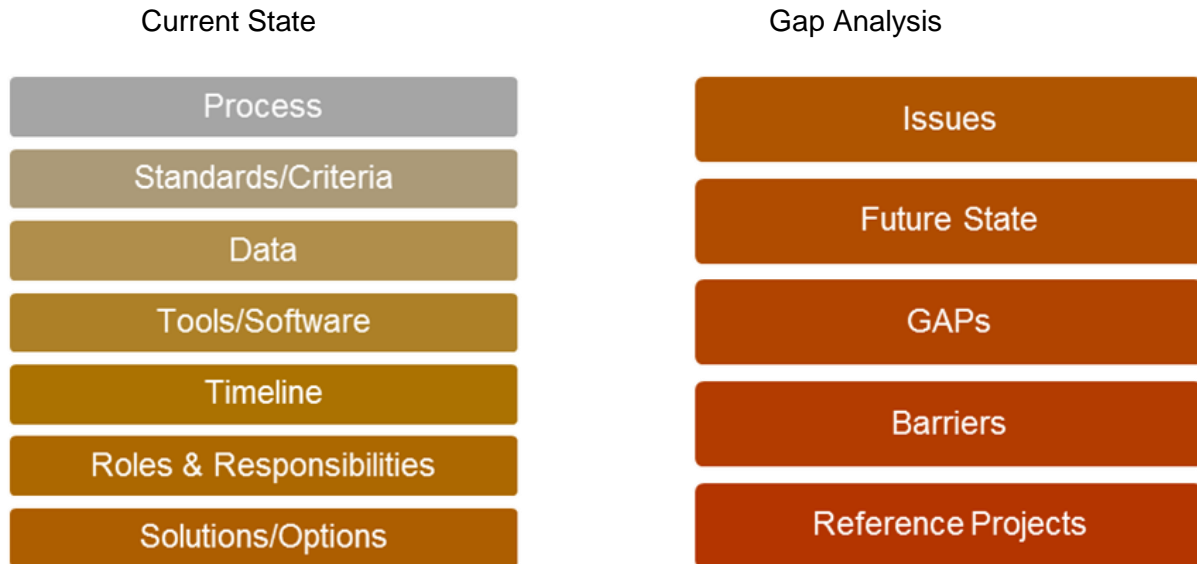 Current State
Process
Standards/Criteria
Data
Tools/Software
Timeline
Roles & Responsibilities
Solutions/Options
Gap Analysis
Issues
Future State
GAPs
Barriers
Reference Projects